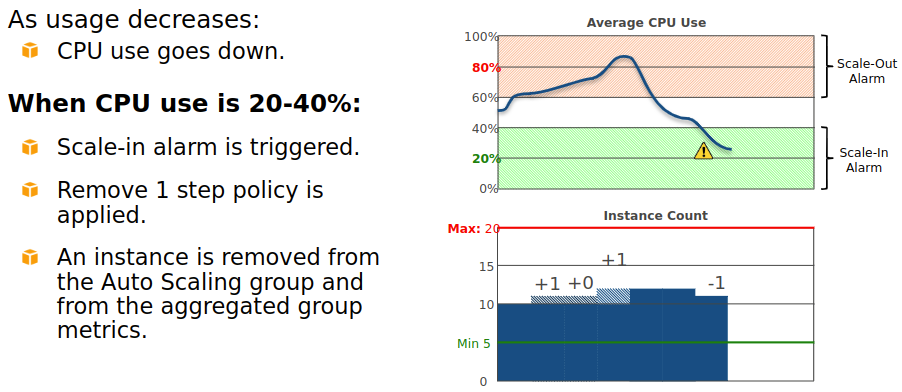 As usage decreases:
CPU use goes down.
When CPU use is 20-40%:
Scale-in alarm is triggered.
Remove 1 step policy is
applied.
An instance is removed from
the Auto Scaling group and
from the aggregated group
metrics.
Average CPU Use
100%
80%
60%
40%
20%
0%
Scale-Out
Alarm
Scale-In
Alarm
Instance Count
Max: 20
15
10
Min 5
0
+1 +0
+1
-1